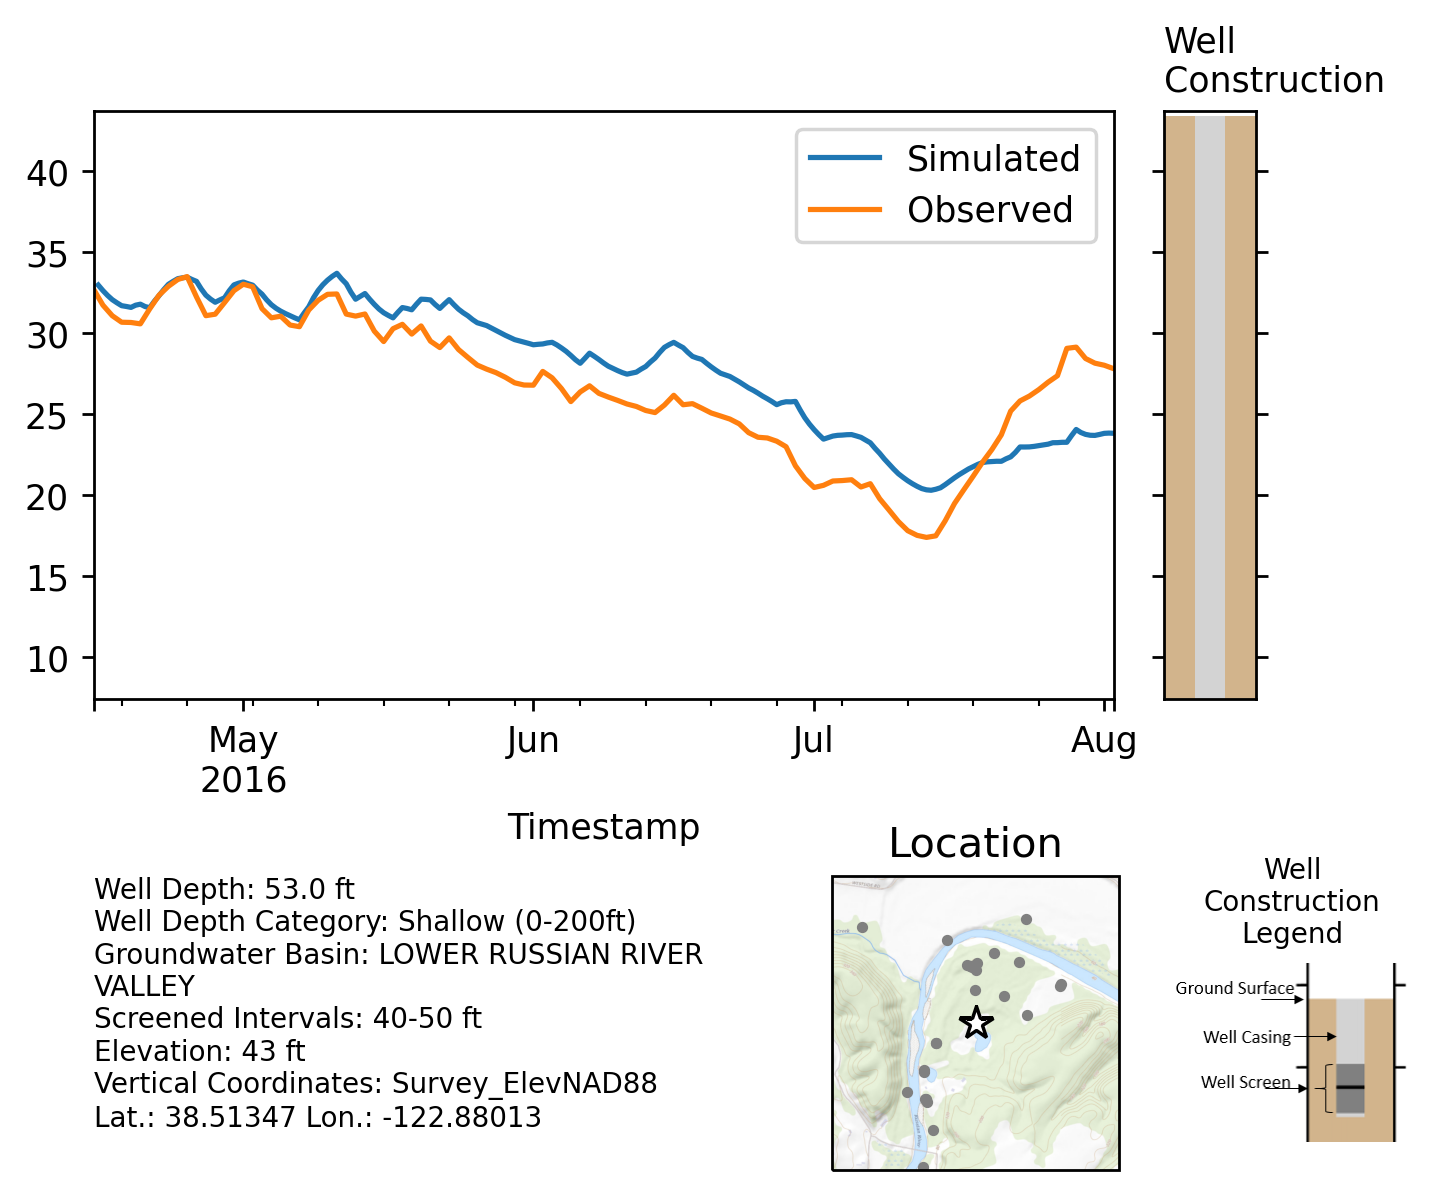 Well
Construction
Simulated
Observed
40
35
30
25
20
15
10
May
2016
Jun
Jul
Aug
Timestamp
Well Depth: 53.0 ft
Well Depth Category: Shallow (0-200ft)
Groundwater Basin: LOWER RUSSIAN RIVER
VALLEY
Screened Intervals: 40-50 ft
Elevation: 43 ft
Vertical Coordinates: Survey_ElevNAD88
Lat.: 38.51347 Lon.: -122.88013
Location
Well
Construction
Legend
Ground Surface
Well Casing
Well Screen